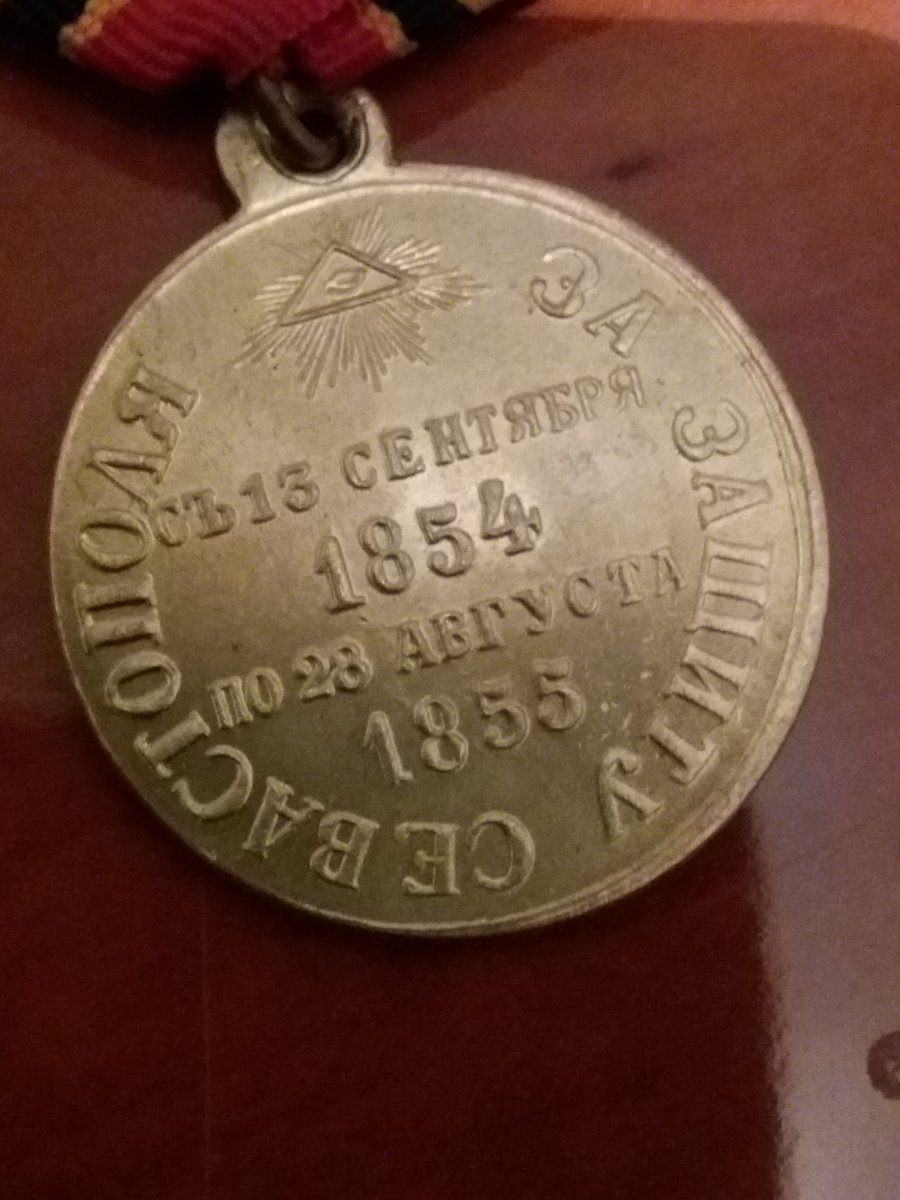 ЗА ЗАЩИТУ СЕВАСТОПОЛЯ
СЪ 13 СЕНТЯБРЯ
1854
ПО 28 АВГУСТА
1855